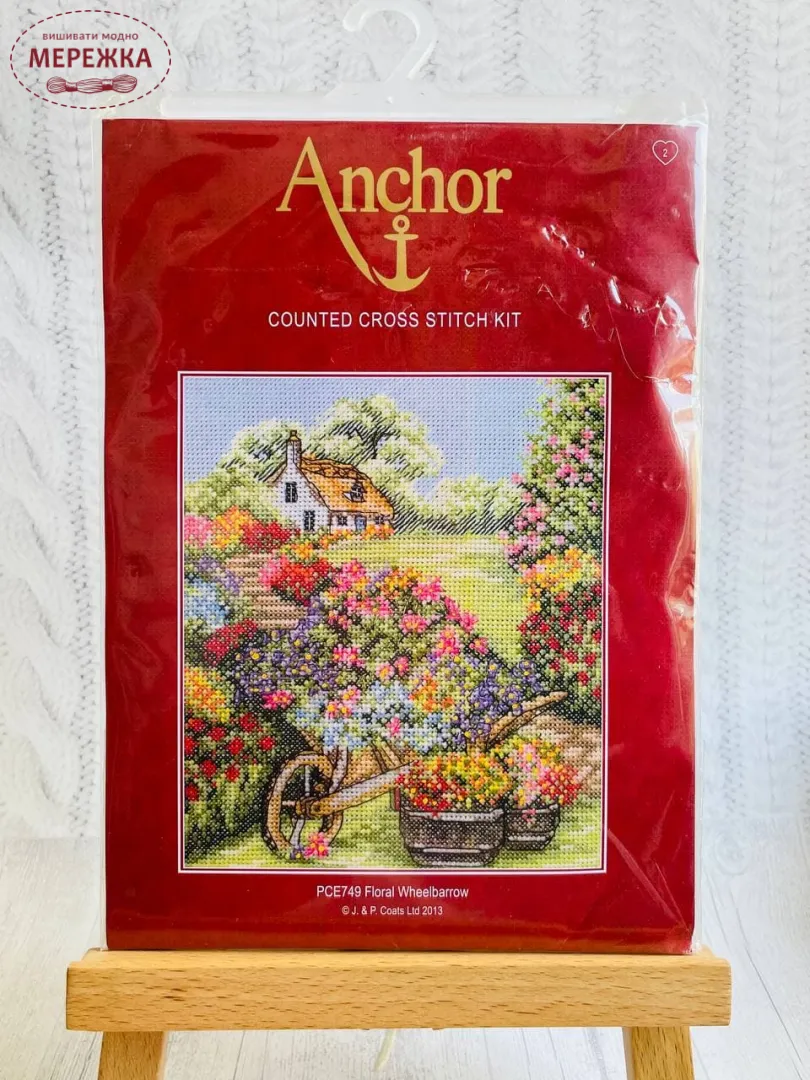 вишивати модно
МЕРЕЖКА
2
Anchor
COUNTED CROSS STITCH KIT
PCE749 Floral Wheelbarrow
© J. & P. Coats Ltd 2013